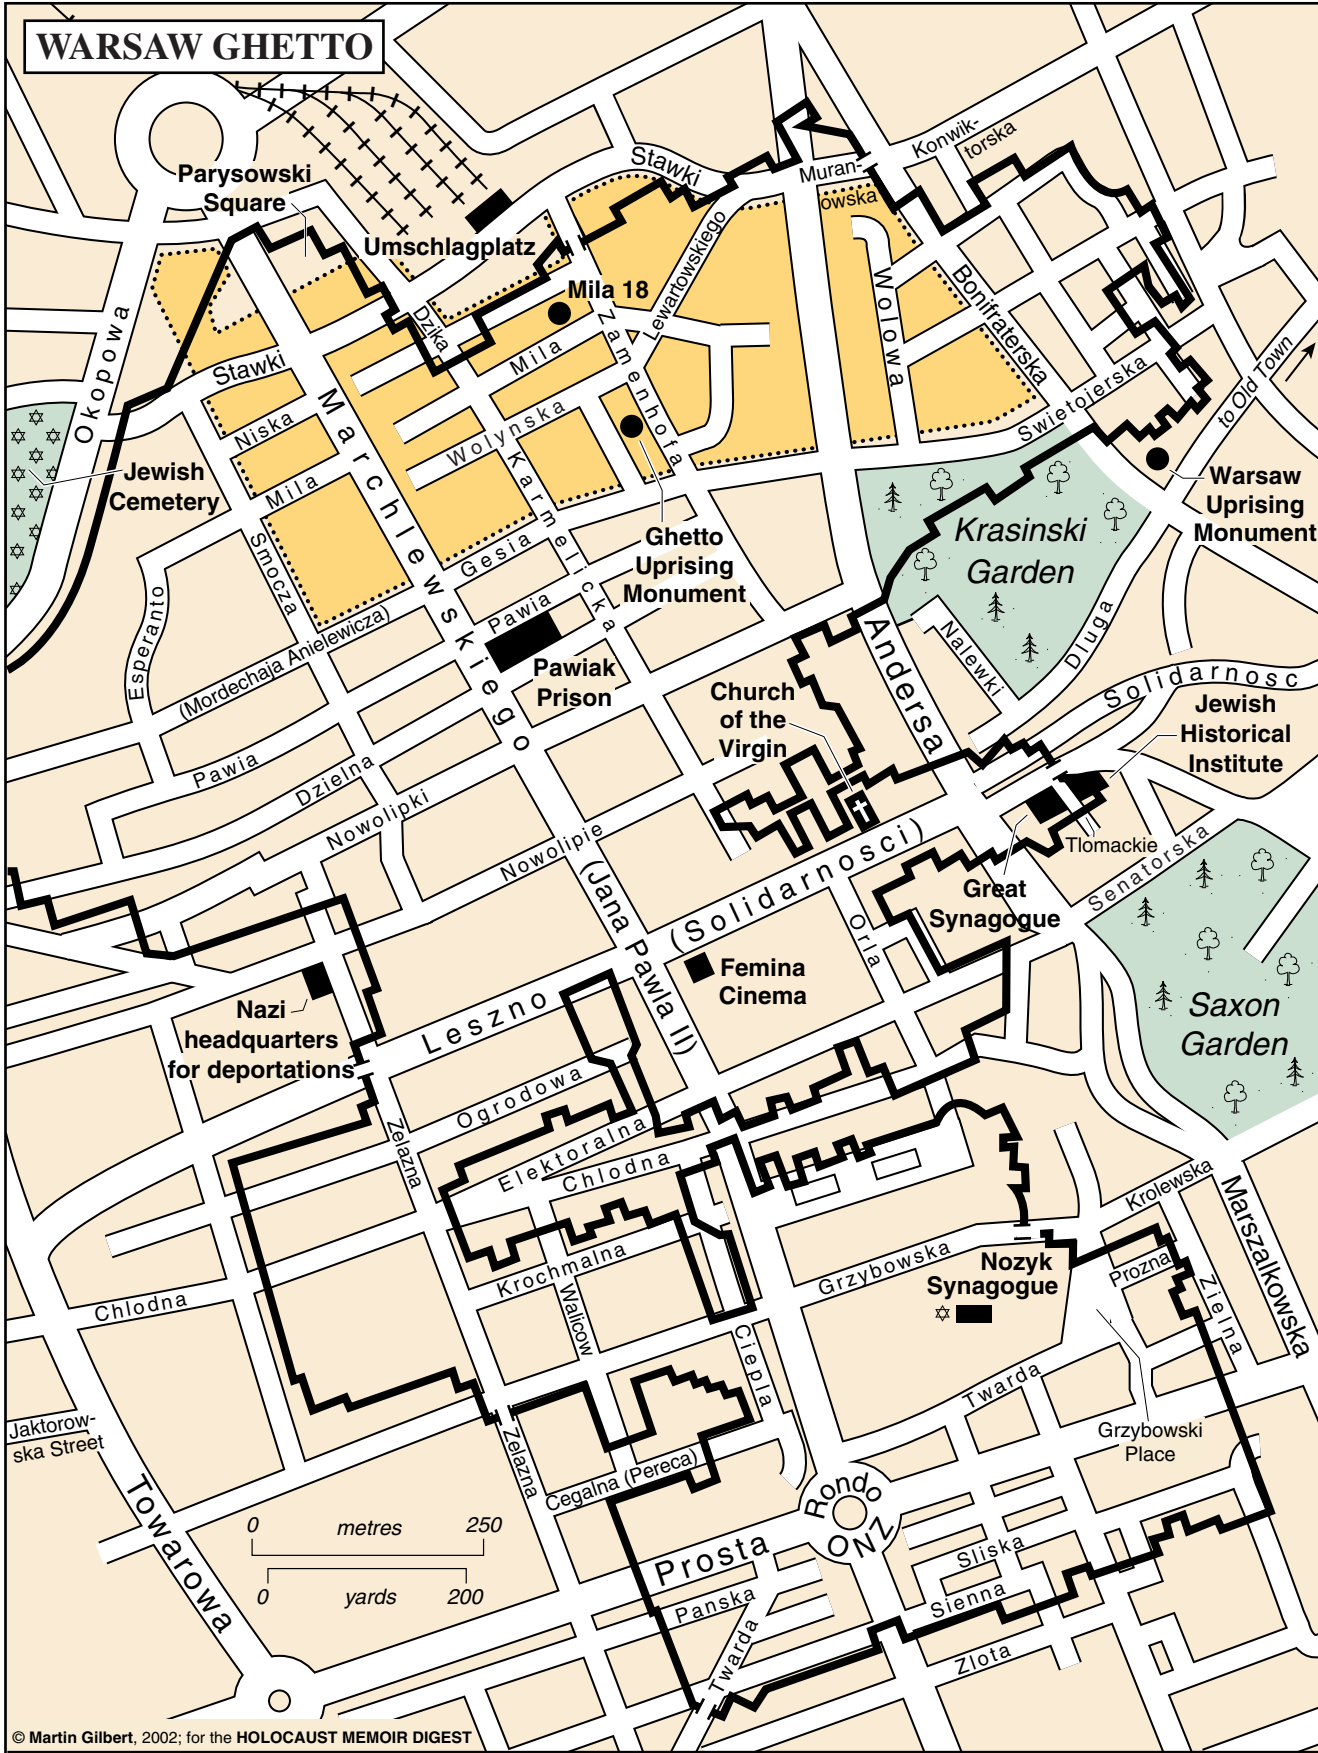 WARSAW GHETTO
Parysowski
Square
Umschlagplatz
Stawki
Muran-
owska
Konwik-
torska
Mila 18
Lewartowskiego
Wolowa
Bonifraterska
Swietojerska
to Old Town
Okopowa
Dzika
Zamenhofa
Mila
Wolynska
Stawki
Niska
Mila
Marchlewskiego
Karmelicka
Jewish
Cemetery
Smocza
Gesia
(Mordechaja Anielewicza)
Esperanto
Ghetto
Uprising
Monument
Krasinski
Garden
Warsaw
Uprising
Monument
Pawia
Pawiak
Prison
Church
of the
Virgin
Andersa
Nalewki
Dluga
Solidarnosc
Jewish
Historical
Institute
Pawia
Dzielna
Nowolipki
Nowolipie
(Jana Pawla II)
Tlomackie
Senatorska
Great
Synagogue
(Solidarnosci)
Leszno
Orla
Femina
Cinema
Nazi
headquarters
for deportations
Saxon
Garden
Ogrodowa
Elektoralna
Chlodna
Zelazna
Krochmalna
Walicow
Chlodna
Krolewska
Marszalkowska
Grzybowska
Nozyk
Synagogue
Prozna
Zielna
Ciepla
Twarda
Grzybowski
Place
Jaktorow-
ska Street
Towarowa
Zelazna
Cegalna (Pereca)
Rondo
ONZ
Prosta
Panska
Twarda
Sliska
Sienna
Zlota
0 metres 250
0 yards 200
© Martin Gilbert, 2002; for the HOLOCAUST MEMOIR DIGEST